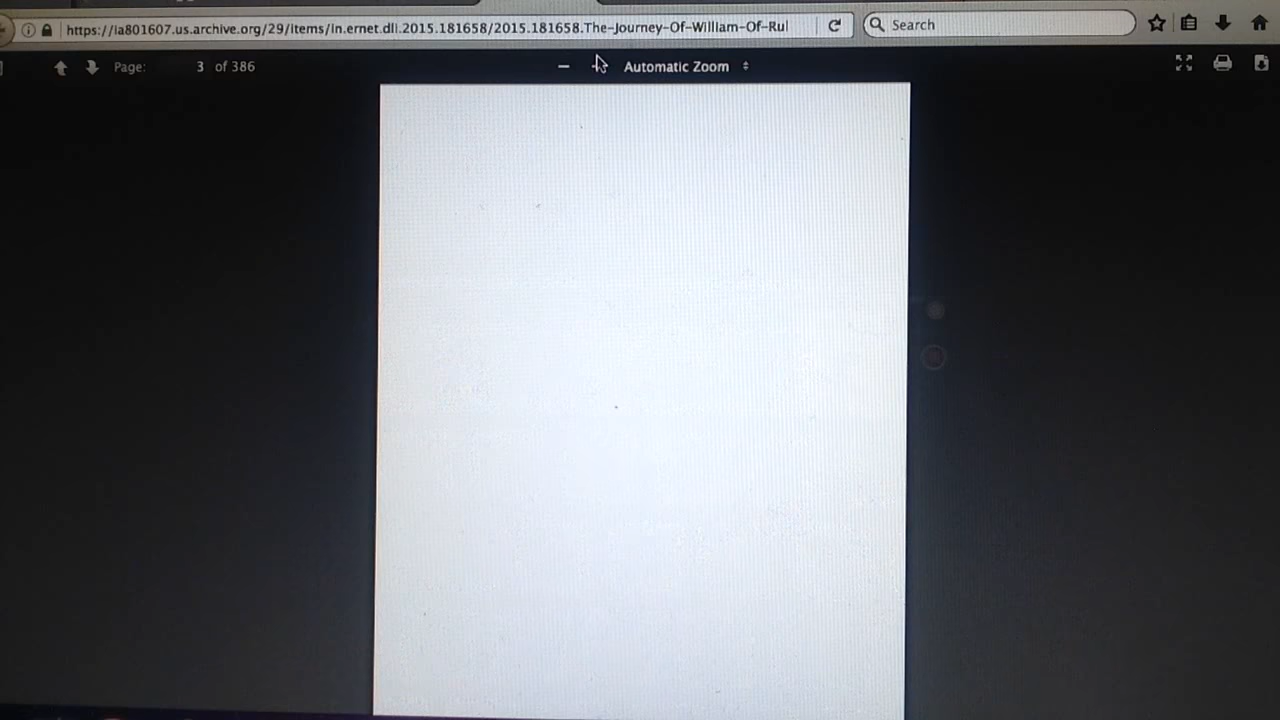 https://ia801607.us.archive.org/29/items/in.ernet.dli.2015.181658/2015.181658.The-Journey-Of-William-Of-Rul
Search
Page: 3 of 386
Automatic Zoom